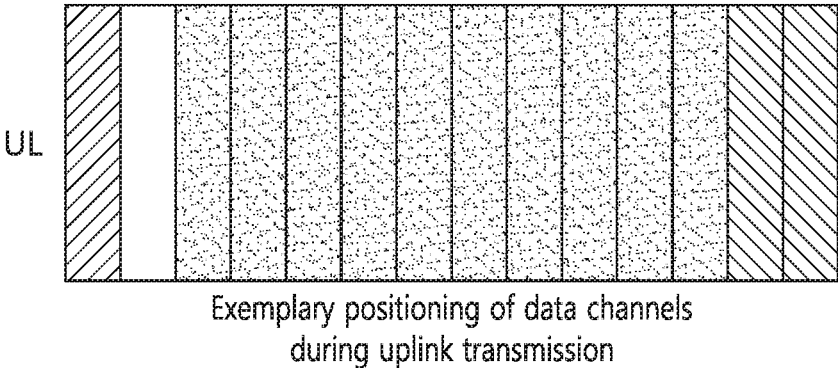 UL
Exemplary positioning of data channels
during uplink transmission